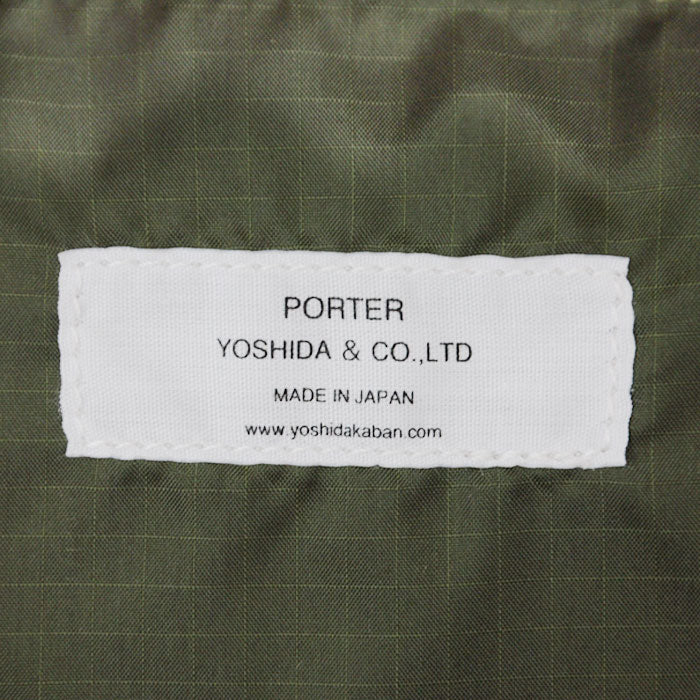 PORTER
YOSHIDA & CO.,LTD
MADE IN JAPAN
www.yoshidakaban.com